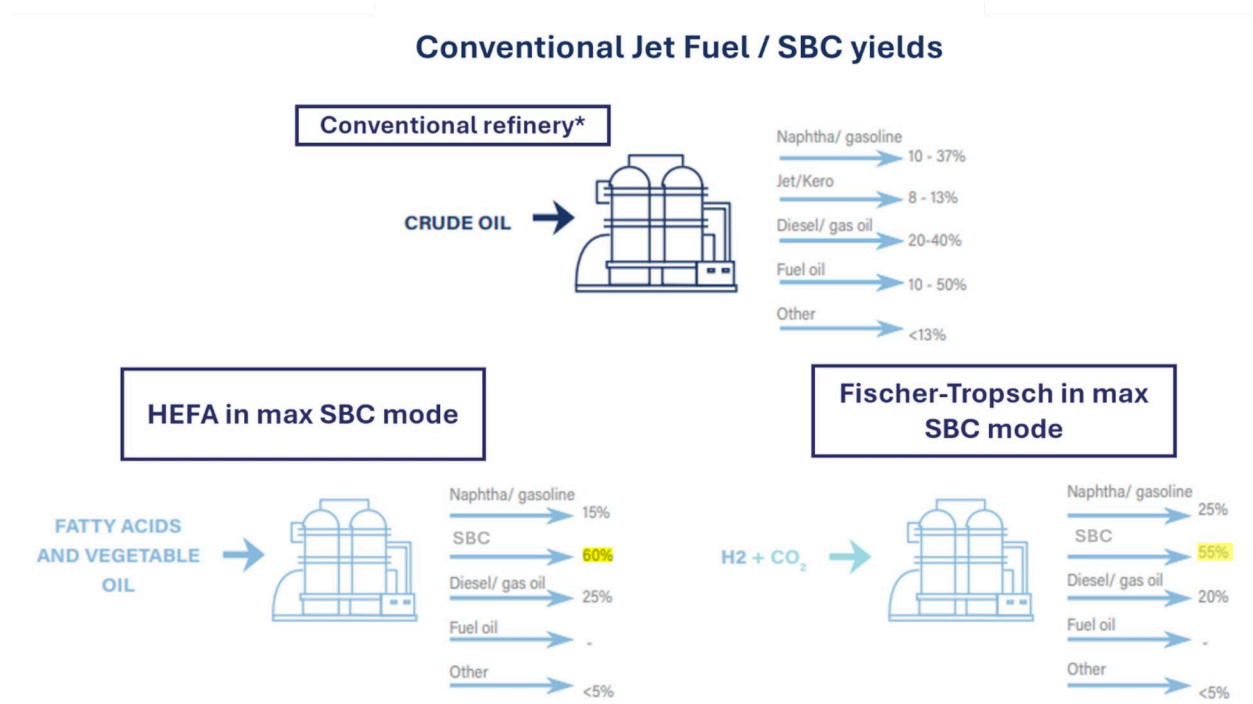 Conventional Jet Fuel / SBC yields
Conventional refinery*
CRUDE OIL
Naphtha/ gasoline
10 - 37%
Jet/Kero
8 - 13%
Diesel/ gas oil
20-40%
Fuel oil
10 - 50%
Other
<13%
HEFA in max SBC mode
FATTY ACIDS
AND VEGETABLE
OIL
Naphtha/ gasoline
15%
SBC
60%
Diesel/ gas oil
25%
Fuel oil
-
Other
<5%
Fischer-Tropsch in max
SBC mode
H2 + CO₂
Naphtha/ gasoline
25%
SBC
55%
Diesel/ gas oil
20%
Fuel oil
-
Other
<5%